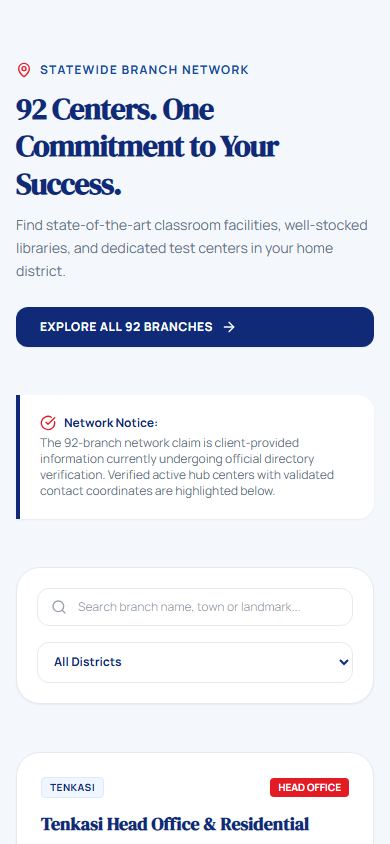 STATEWIDE BRANCH NETWORK
92 Centers. One
Commitment to Your
Success.
Find state-of-the-art classroom facilities, well-stocked
libraries, and dedicated test centers in your home
district.
EXPLORE ALL 92 BRANCHES
Network Notice:
The 92-branch network claim is client-provided
information currently undergoing official directory
verification. Verified active hub centers with validated
contact coordinates are highlighted below.
Search branch name, town or landmark...
All Districts
TENKASI
HEAD OFFICE
Tenkasi Head Office & Residential